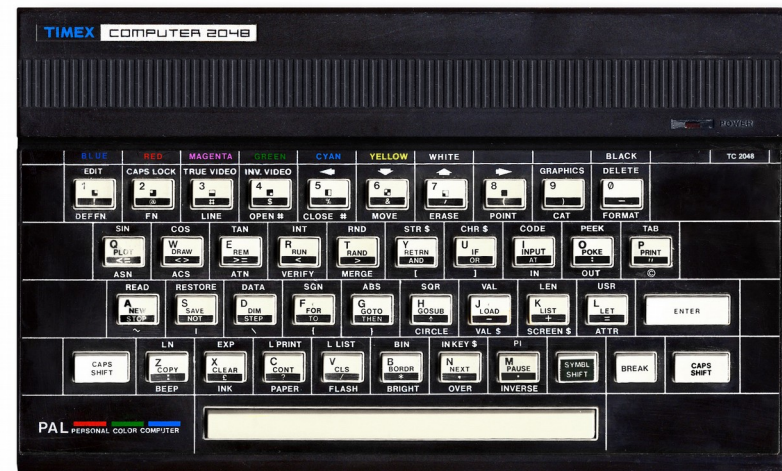 TIMEX COMPUTER 2048
POWER
BLUE RED MAGENTA GREEN CYAN YELLOW WHITE BLACK TC 2048
EDIT CAPS LOCK TRUE VIDEO INV. VIDEO GRAPHICS DELETE
1 2 3 4 5 6 7 8 9 0
! @ # $ % & / ( ) _
DEF FN FN LINE OPEN # CLOSE # MOVE ERASE POINT CAT FORMAT
SIN COS TAN INT RND STR $ CHR $ CODE PEEK TAB
Q W E R T Y U I O P
PLOT DRAW REM RUN RAND RETRN IF INPUT POKE PRINT
<= <> >= < > AND OR AT ; "
ASN ACS ATN VERIFY MERGE [ ] IN OUT ©
READ RESTORE DATA SGN ABS SQR VAL LEN USR
A S D F G H J K L
NEW SAVE DIM FOR GOTO GOSUB LOAD LIST LET ENTER
STOP NOT STEP TO THEN ↑ − + =
~ | \ { } CIRCLE VAL $ SCREEN $ ATTR
LN EXP L PRINT L LIST BIN INKEY $ PI
Z X C V B N M
CAPS SHIFT COPY CLEAR CONT CLS BORDR NEXT PAUSE SYMBL SHIFT BREAK CAPS SHIFT
: £ ? / * , .
BEEP INK PAPER FLASH BRIGHT OVER INVERSE
PAL PERSONAL COLOR COMPUTER